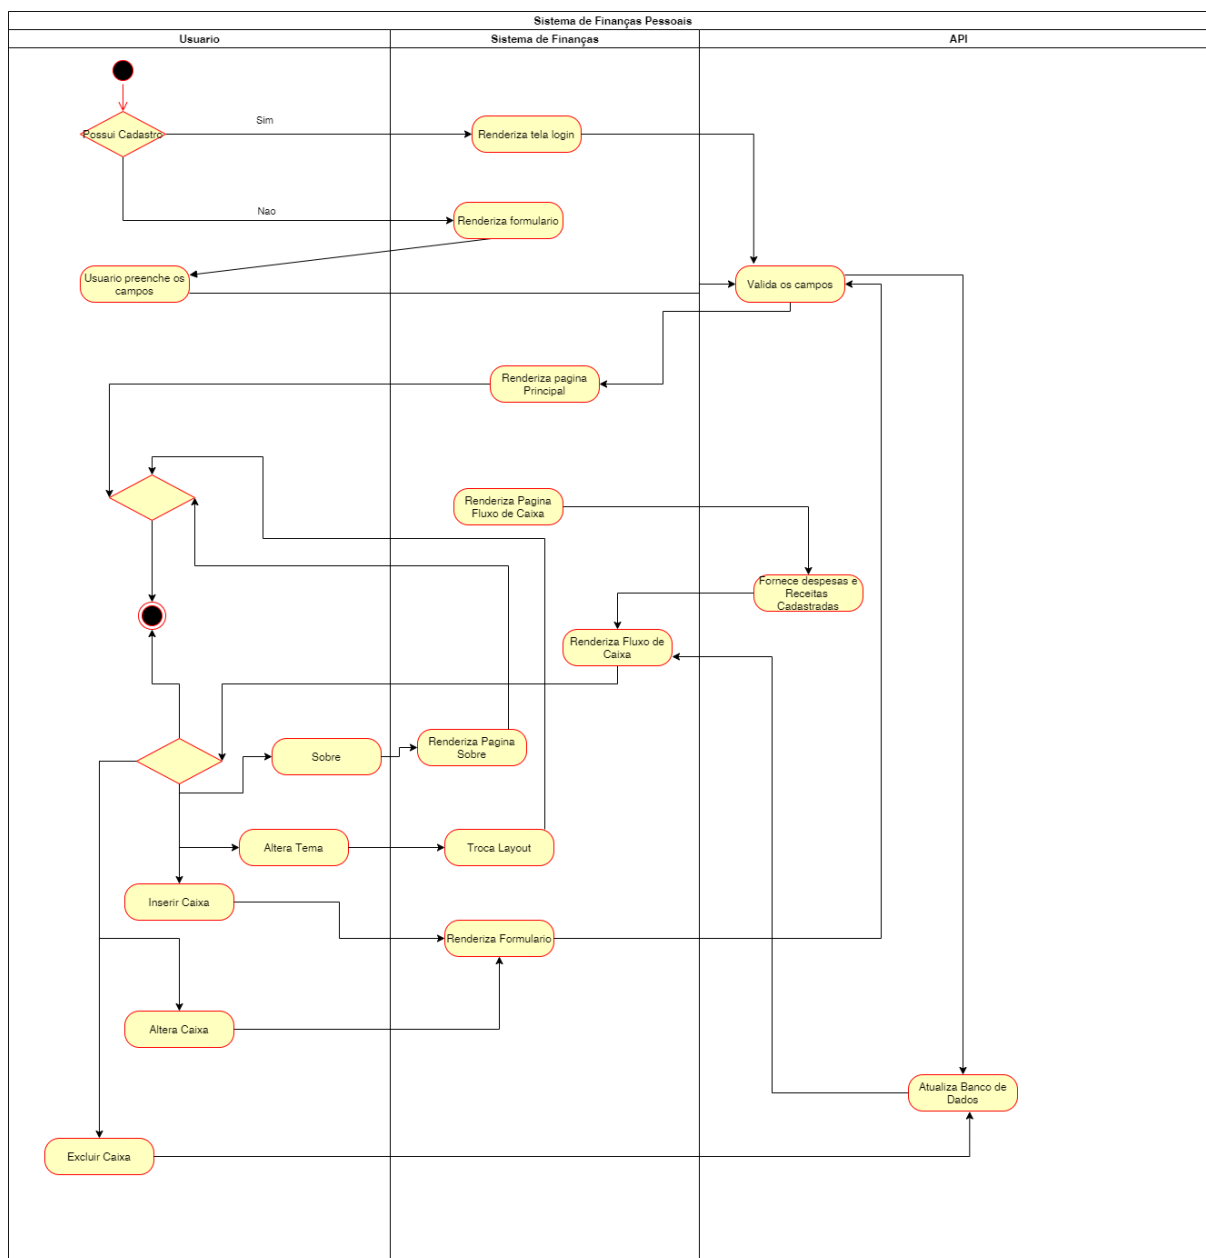 Sistema de Finanças Pessoais
Usuario
Sistema de Finanças
API
Possui Cadastro
Sim
Renderiza tela login
Nao
Renderiza formulario
Usuario preenche os
campos
Valida os campos
Renderiza pagina
Principal
Renderiza Pagina
Fluxo de Caixa
Fornece despesas e
Receitas
Cadastradas
Renderiza Fluxo de
Caixa
Sobre
Renderiza Pagina
Sobre
Altera Tema
Troca Layout
Inserir Caixa
Renderiza Formulario
Altera Caixa
Atualiza Banco de
Dados
Excluir Caixa